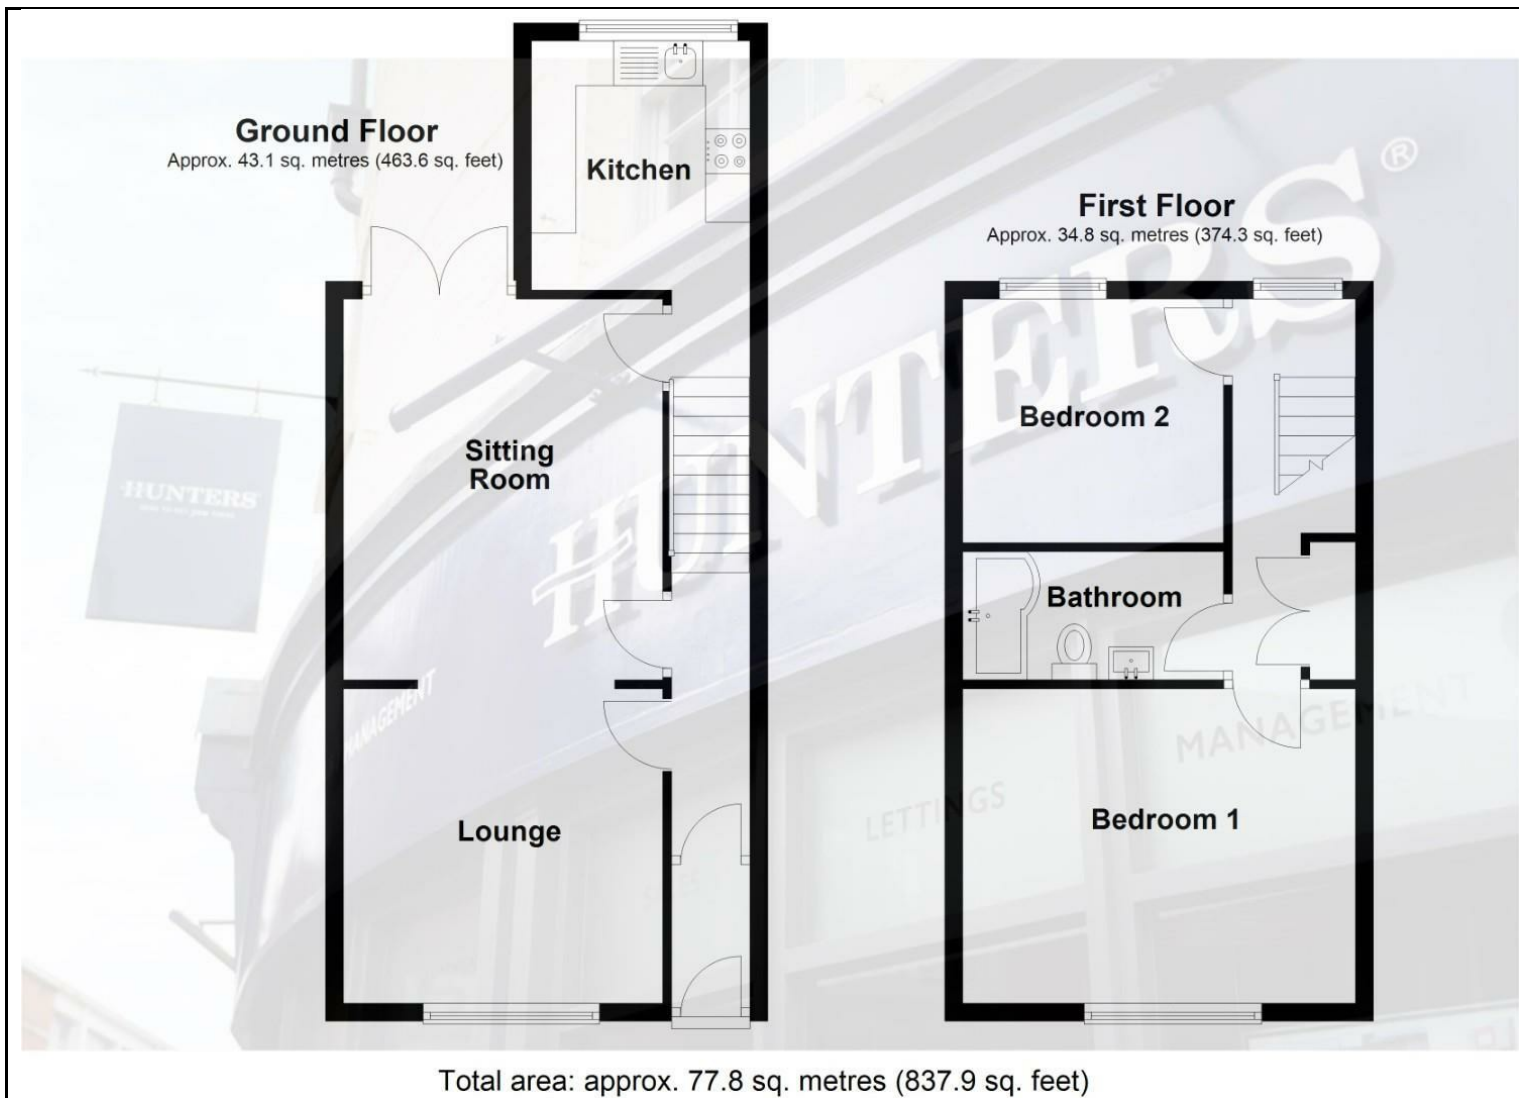 Ground Floor
Approx. 43.1 sq. metres (463.6 sq. feet)
Kitchen
First Floor
Approx. 34.8 sq. metres (374.3 sq. feet)
HUNTERS®
Sitting
Room
Bedroom 2
HUNTERS
Bathroom
MANAGEMENT
MANAGEMENT
LETTINGS
Lounge
Bedroom 1
Total area: approx. 77.8 sq. metres (837.9 sq. feet)